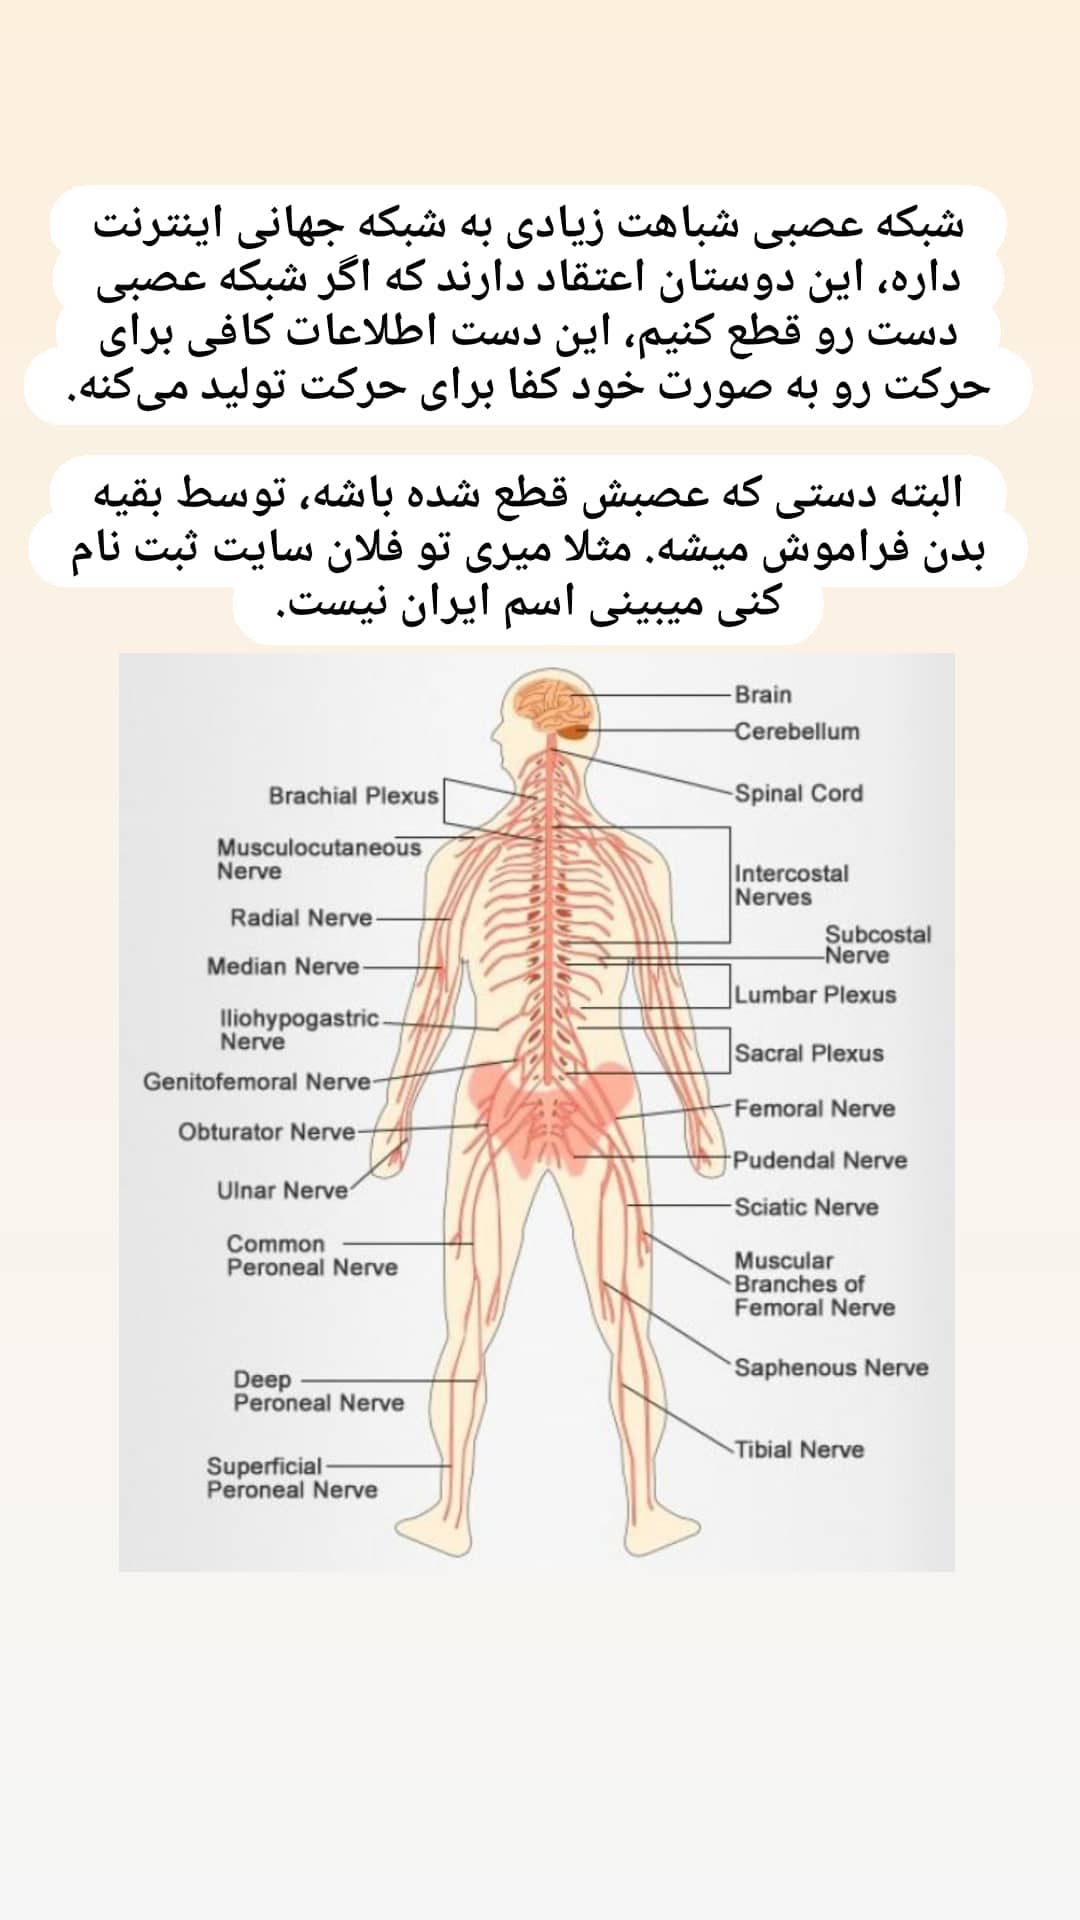 شبکه عصبی شباهت زیادی به شبکه جهانی اینترنت
داره، این دوستان اعتقاد دارند که اگر شبکه عصبی
دست رو قطع کنیم، این دست اطلاعات کافی برای
حرکت رو به صورت خود کفا برای حرکت تولید می‌کنه.
البته دستی که عصبش قطع شده باشه، توسط بقیه
بدن فراموش میشه. مثلا میری تو فلان سایت ثبت نام
کنی میبینی اسم ایران نیست.
Brain
Cerebellum
Spinal Cord
Brachial Plexus
Musculocutaneous
Nerve
Radial Nerve
Median Nerve
Iliohypogastric
Nerve
Genitofemoral Nerve
Obturator Nerve
Ulnar Nerve
Common
Peroneal Nerve
Deep
Peroneal Nerve
Superficial
Peroneal Nerve
Intercostal
Nerves
Subcostal
Nerve
Lumbar Plexus
Sacral Plexus
Femoral Nerve
Pudendal Nerve
Sciatic Nerve
Muscular
Branches of
Femoral Nerve
Saphenous Nerve
Tibial Nerve